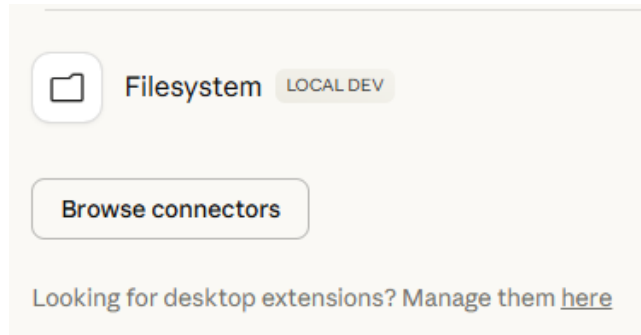 Filesystem LOCAL DEV
Browse connectors
Looking for desktop extensions? Manage them here